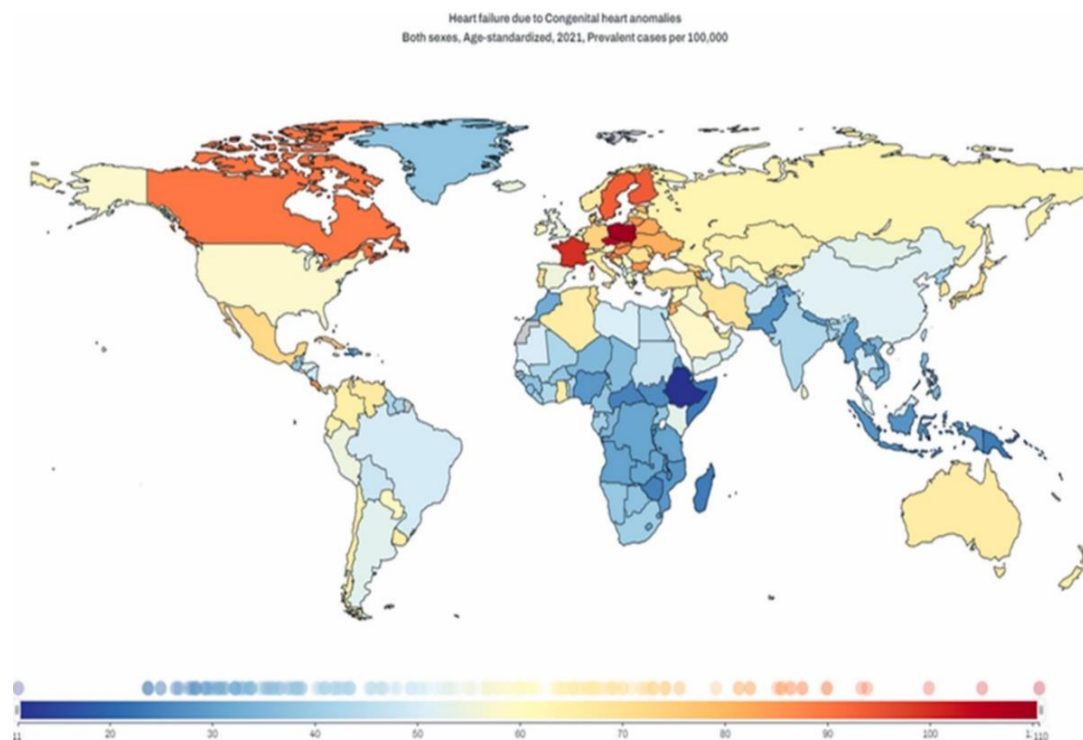 Heart failure due to Congenital heart anomalies
Both sexes, Age-standardized, 2021, Prevalent cases per 100,000
11 20 30 40 50 60 70 80 90 100 110